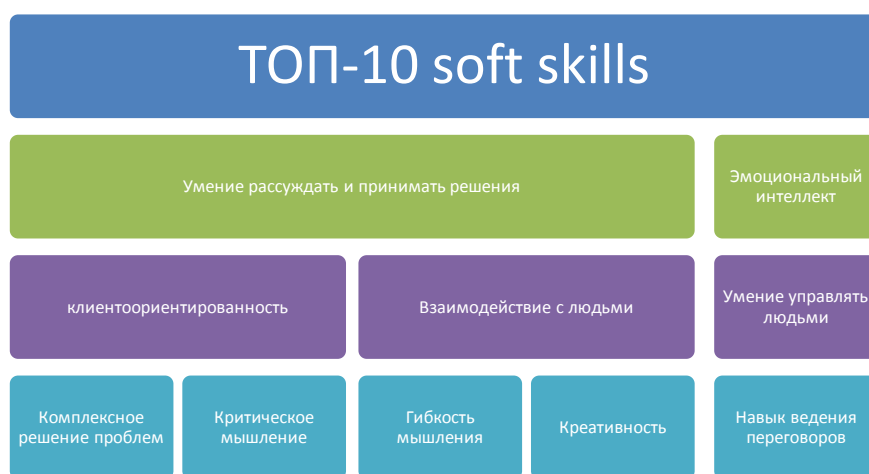 ТОП-10 soft skills
Умение рассуждать и принимать решения
Эмоциональный
интеллект
клиентоориентированность
Взаимодействие с людьми
Умение управлять
людьми
Комплексное
решение проблем
Критическое
мышление
Гибкость
мышления
Креативность
Навык ведения
переговоров